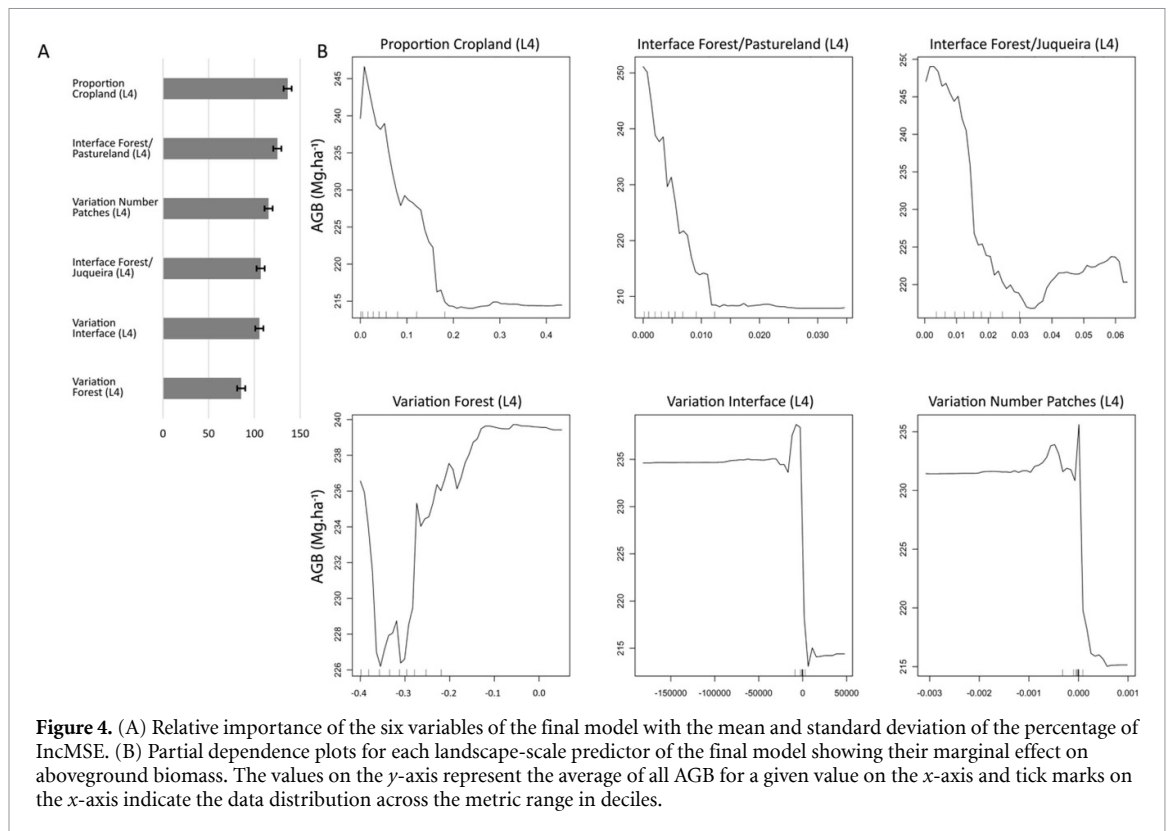 A
Proportion
Cropland (L4)
Interface Forest/
Pastureland (L4)
Variation Number
Patches (L4)
Interface Forest/
Juqueira (L4)
Variation
Interface (L4)
Variation
Forest (L4)
0 50 100 150
B
Proportion Cropland (L4)
AGB (Mg.ha⁻¹)
245
240
235
230
225
220
215
0.0 0.1 0.2 0.3 0.4
Interface Forest/Pastureland (L4)
250
240
230
220
210
0.000 0.010 0.020 0.030
Interface Forest/Juqueira (L4)
245
240
235
230
225
220
0.00 0.01 0.02 0.03 0.04 0.06
Variation Forest (L4)
AGB (Mg.ha⁻¹)
240
238
236
234
232
230
228
226
-0.4 -0.3 -0.2 -0.1 0.0
Variation Interface (L4)
235
230
225
220
215
-150000 -100000 -50000 0 50000
Variation Number Patches (L4)
235
230
225
220
215
-0.003 -0.002 -0.001 0.000 0.001
Figure 4. (A) Relative importance of the six variables of the final model with the mean and standard deviation of the percentage of
IncMSE. (B) Partial dependence plots for each landscape-scale predictor of the final model showing their marginal effect on
aboveground biomass. The values on the y-axis represent the average of all AGB for a given value on the x-axis and tick marks on
the x-axis indicate the data distribution across the metric range in deciles.